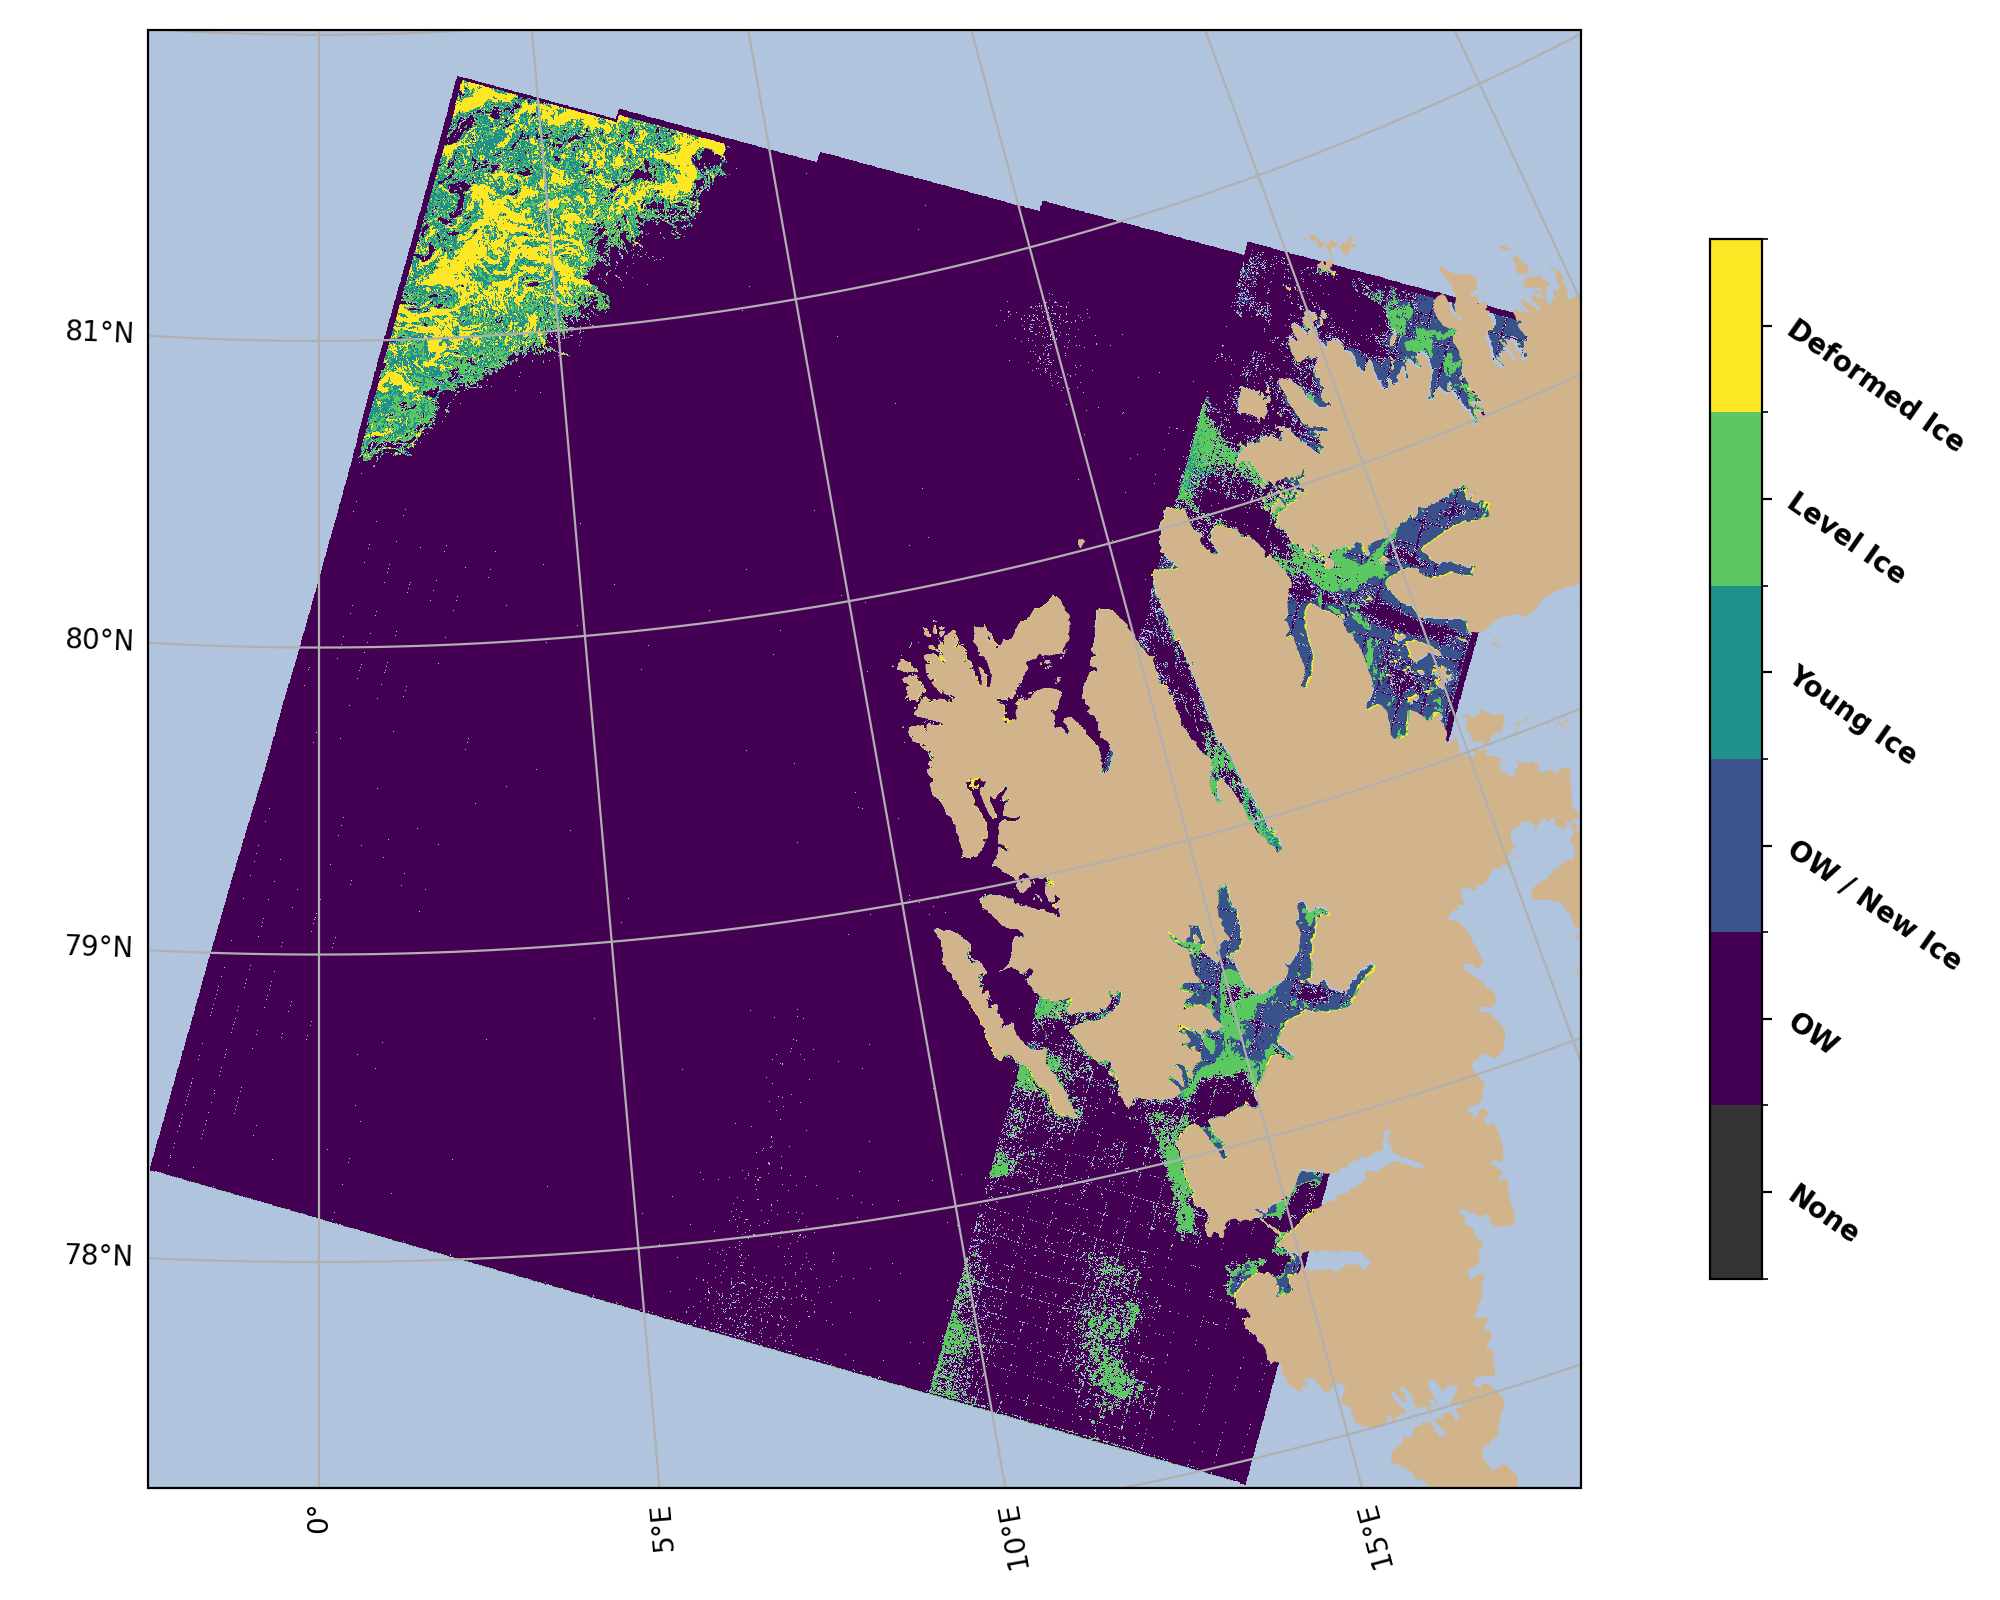 81°N
80°N
79°N
78°N
0°
5°E
10°E
15°E
Deformed Ice
Level Ice
Young Ice
OW / New Ice
OW
None